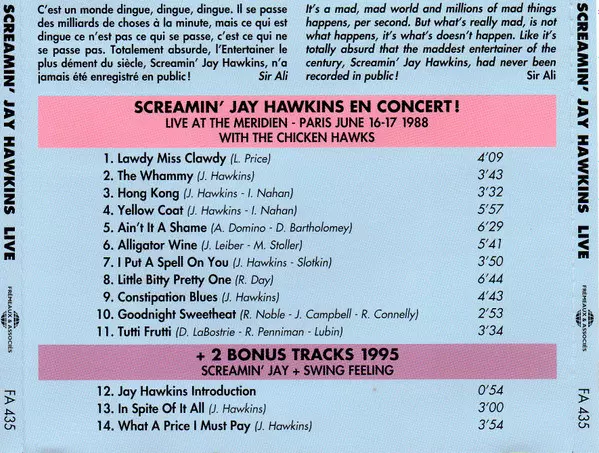 C'est un monde dingue, dingue, dingue. Il se passe
des milliards de choses à la minute, mais ce qui est
dingue ce n'est pas ce qui se passe, c'est ce qui ne
se passe pas. Totalement absurde, l'Entertainer le
plus dément du siècle, Screamin' Jay Hawkins, n'a
jamais été enregistré en public ! Sir Ali
It's a mad, mad world and millions of mad things
happens, per second. But what's really mad, is not
what happens, it's what's doesn't happen. Like it's
totally absurd that the maddest entertainer of the
century, Screamin' Jay Hawkins, had never been
recorded in public ! Sir Ali
SCREAMIN' JAY HAWKINS EN CONCERT !
LIVE AT THE MERIDIEN - PARIS JUNE 16-17 1988
WITH THE CHICKEN HAWKS
1. Lawdy Miss Clawdy (L. Price) 4'09
2. The Whammy (J. Hawkins) 3'43
3. Hong Kong (J. Hawkins - I. Nahan) 3'32
4. Yellow Coat (J. Hawkins - I. Nahan) 5'57
5. Ain't It A Shame (A. Domino - D. Bartholomey) 6'29
6. Alligator Wine (J. Leiber - M. Stoller) 5'41
7. I Put A Spell On You (J. Hawkins - Slotkin) 3'50
8. Little Bitty Pretty One (R. Day) 6'44
9. Constipation Blues (J. Hawkins) 4'43
10. Goodnight Sweetheat (R. Noble - J. Campbell - R. Connelly) 2'53
11. Tutti Frutti (D. LaBostrie - R. Penniman - Lubin) 3'34
+ 2 BONUS TRACKS 1995
SCREAMIN' JAY + SWING FEELING
12. Jay Hawkins Introduction 0'54
13. In Spite Of It All (J. Hawkins) 3'00
14. What A Price I Must Pay (J. Hawkins) 3'54
SCREAMIN' JAY HAWKINS LIVE
FRÉMEAUX & ASSOCIÉS
FA 435
SCREAMIN' JAY HAWKINS LIVE
FRÉMEAUX & ASSOCIÉS
FA 435